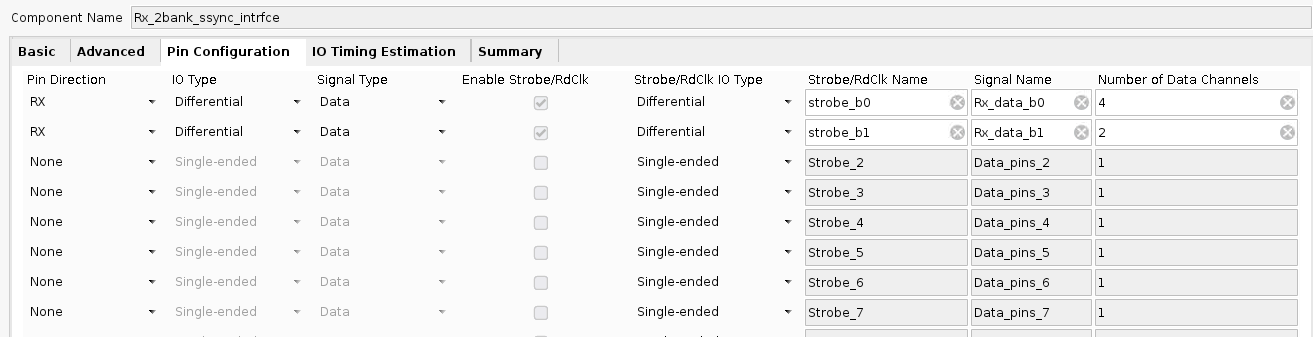 Component Name Rx_2bank_ssync_intrfce
Basic Advanced Pin Configuration IO Timing Estimation Summary
Pin Direction IO Type Signal Type Enable Strobe/RdClk Strobe/RdClk IO Type Strobe/RdClk Name Signal Name Number of Data Channels
RX Differential Data Differential strobe_b0 Rx_data_b0 4
RX Differential Data Differential strobe_b1 Rx_data_b1 2
None Single-ended Data Single-ended Strobe_2 Data_pins_2 1
None Single-ended Data Single-ended Strobe_3 Data_pins_3 1
None Single-ended Data Single-ended Strobe_4 Data_pins_4 1
None Single-ended Data Single-ended Strobe_5 Data_pins_5 1
None Single-ended Data Single-ended Strobe_6 Data_pins_6 1
None Single-ended Data Single-ended Strobe_7 Data_pins_7 1